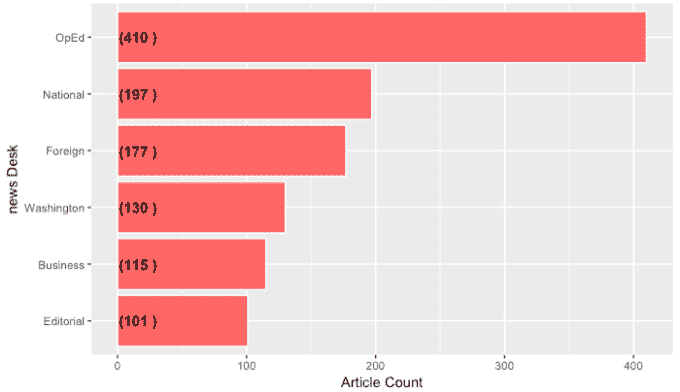 OpEd (410 )
National (197 )
Foreign (177 )
Washington (130 )
Business (115 )
Editorial (101 )
news Desk
0 100 200 300 400
Article Count